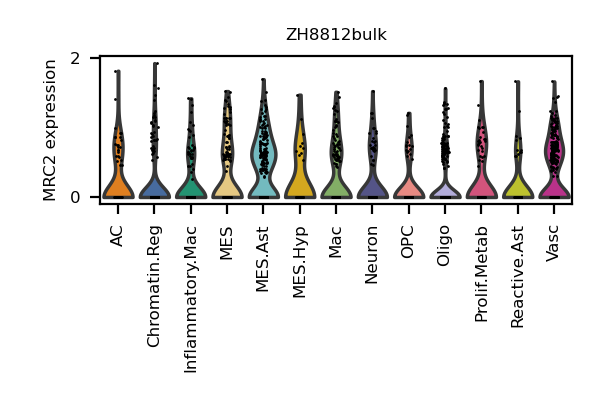 ZH8812bulk
MRC2 expression
2
0
AC
Chromatin.Reg
Inflammatory.Mac
MES
MES.Ast
MES.Hyp
Mac
Neuron
OPC
Oligo
Prolif.Metab
Reactive.Ast
Vasc